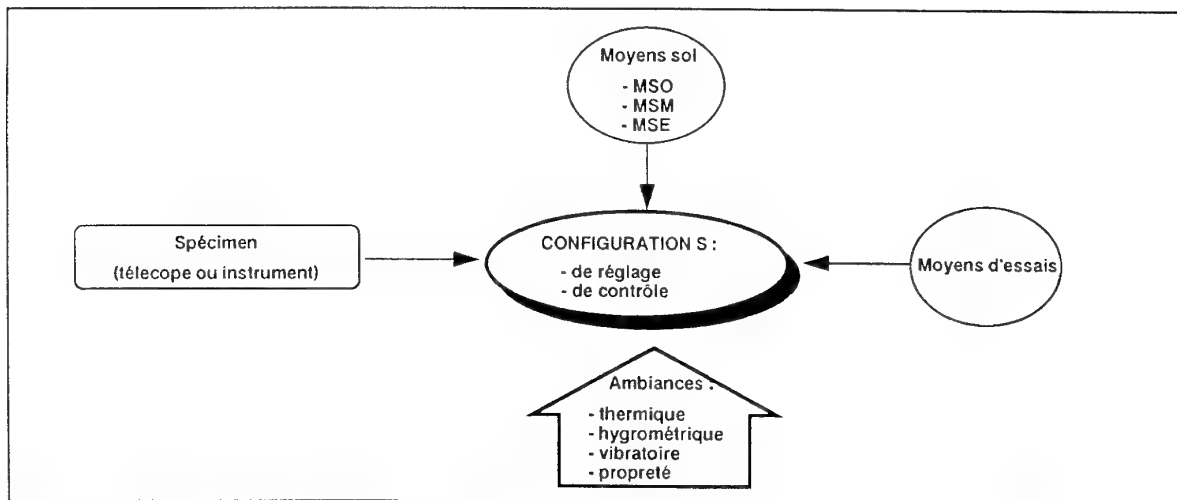 Moyens sol
- MSO
- MSM
- MSE
Spécimen
(télecope ou instrument)
CONFIGURATION S :
- de réglage
- de contrôle
Moyens d'essais
Ambiances :
- thermique
- hygrométrique
- vibratoire
- propreté